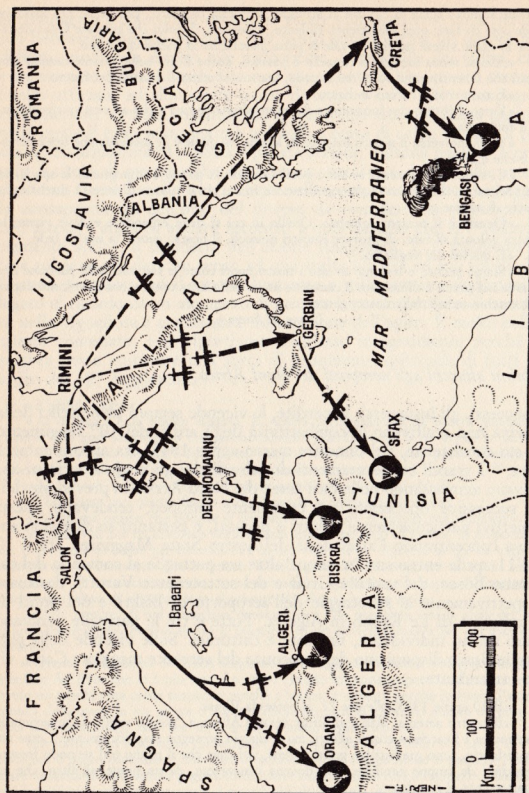 ROMANIA
BULGARIA
FRANCIA
IUGOSLAVIA
RIMINI
ITALIA
ALBANIA
GRECIA
SALON
SPAGNA
I. Baleari
DECIMOMANNU
GERBINI
CRETA
MAR MEDITERRANEO
ORANO
ALGERI
BISKRA
SFAX
BENGASI
ALGERIA
TUNISIA
LIBIA
Km. 0 100 400